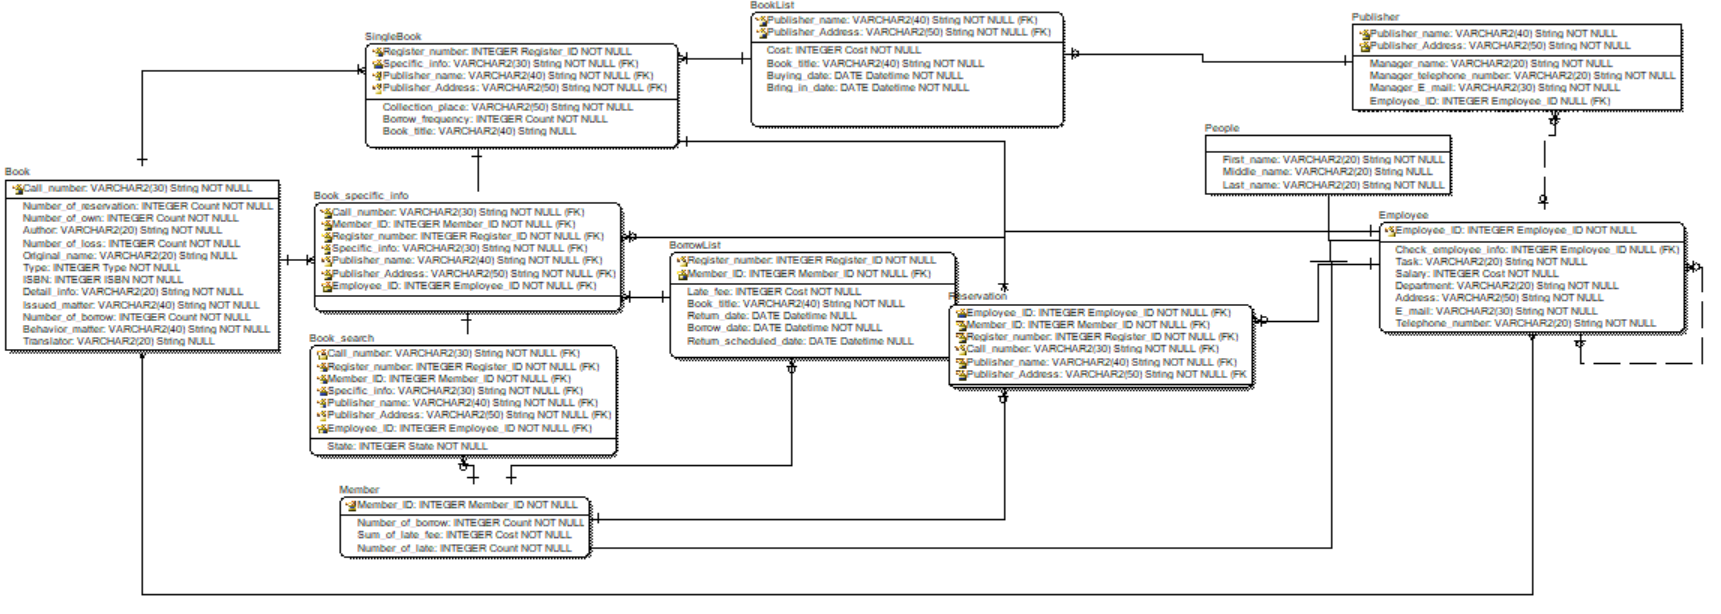 BookList
Publisher_name: VARCHAR2(40) String NOT NULL (FK)
Publisher_Address: VARCHAR2(50) String NOT NULL (FK)
Cost: INTEGER Cost NOT NULL
Book_title: VARCHAR2(40) String NOT NULL
Buying_date: DATE Datetime NOT NULL
Bring_in_date: DATE Datetime NOT NULL
Publisher
Publisher_name: VARCHAR2(40) String NOT NULL
Publisher_Address: VARCHAR2(50) String NOT NULL
Manager_name: VARCHAR2(20) String NOT NULL
Manager_telephone_number: VARCHAR2(20) String NOT NULL
Manager_E_mail: VARCHAR2(30) String NOT NULL
Employee_ID: INTEGER Employee_ID NULL (FK)
SingleBook
Register_number: INTEGER Register_ID NOT NULL
Specific_info: VARCHAR2(30) String NOT NULL (FK)
Publisher_name: VARCHAR2(40) String NOT NULL (FK)
Publisher_Address: VARCHAR2(50) String NOT NULL (FK)
Collection_place: VARCHAR2(50) String NOT NULL
Borrow_frequency: INTEGER Count NOT NULL
Book_title: VARCHAR2(40) String NULL
People
First_name: VARCHAR2(20) String NOT NULL
Middle_name: VARCHAR2(20) String NOT NULL
Last_name: VARCHAR2(20) String NOT NULL
Book
Call_number: VARCHAR2(30) String NOT NULL
Number_of_reservation: INTEGER Count NOT NULL
Number_of_own: INTEGER Count NOT NULL
Author: VARCHAR2(20) String NOT NULL
Number_of_loss: INTEGER Count NOT NULL
Original_name: VARCHAR2(20) String NULL
Type: INTEGER Type NOT NULL
ISBN: INTEGER ISBN NOT NULL
Detail_info: VARCHAR2(20) String NOT NULL
Issued_matter: VARCHAR2(40) String NOT NULL
Number_of_borrow: INTEGER Count NOT NULL
Behavior_matter: VARCHAR2(40) String NOT NULL
Translator: VARCHAR2(20) String NULL
Book_specific_info
Call_number: VARCHAR2(30) String NOT NULL (FK)
Member_ID: INTEGER Member_ID NOT NULL (FK)
Register_number: INTEGER Register_ID NOT NULL (FK)
Specific_info: VARCHAR2(30) String NOT NULL
Publisher_name: VARCHAR2(40) String NOT NULL (FK)
Publisher_Address: VARCHAR2(50) String NOT NULL (FK)
Employee_ID: INTEGER Employee_ID NOT NULL (FK)
Employee
Employee_ID: INTEGER Employee_ID NOT NULL
Check_employee_info: INTEGER Employee_ID NULL (FK)
Task: VARCHAR2(20) String NOT NULL
Salary: INTEGER Cost NOT NULL
Department: VARCHAR2(20) String NOT NULL
Address: VARCHAR2(50) String NOT NULL
E_mail: VARCHAR2(30) String NOT NULL
Telephone_number: VARCHAR2(20) String NOT NULL
BorrowList
Register_number: INTEGER Register_ID NOT NULL
Member_ID: INTEGER Member_ID NOT NULL (FK)
Late_fee: INTEGER Cost NOT NULL
Book_title: VARCHAR2(40) String NOT NULL
Return_date: DATE Datetime NOT NULL
Borrow_date: DATE Datetime NOT NULL
Return_scheduled_date: DATE Datetime NULL
Reservation
Employee_ID: INTEGER Employee_ID NOT NULL (FK)
Member_ID: INTEGER Member_ID NOT NULL (FK)
Register_number: INTEGER Register_ID NOT NULL (FK)
Call_number: VARCHAR2(30) String NOT NULL (FK)
Publisher_name: VARCHAR2(40) String NOT NULL (FK)
Publisher_Address: VARCHAR2(50) String NOT NULL (FK
Book_search
Call_number: VARCHAR2(30) String NOT NULL (FK)
Register_number: INTEGER Register_ID NOT NULL (FK)
Member_ID: INTEGER Member_ID NOT NULL (FK)
Specific_info: VARCHAR2(30) String NOT NULL (FK)
Publisher_name: VARCHAR2(40) String NOT NULL (FK)
Publisher_Address: VARCHAR2(50) String NOT NULL (FK)
Employee_ID: INTEGER Employee_ID NOT NULL (FK)
State: INTEGER State NOT NULL
Member
Member_ID: INTEGER Member_ID NOT NULL
Number_of_borrow: INTEGER Count NOT NULL
Sum_of_late_fee: INTEGER Cost NOT NULL
Number_of_late: INTEGER Count NOT NULL